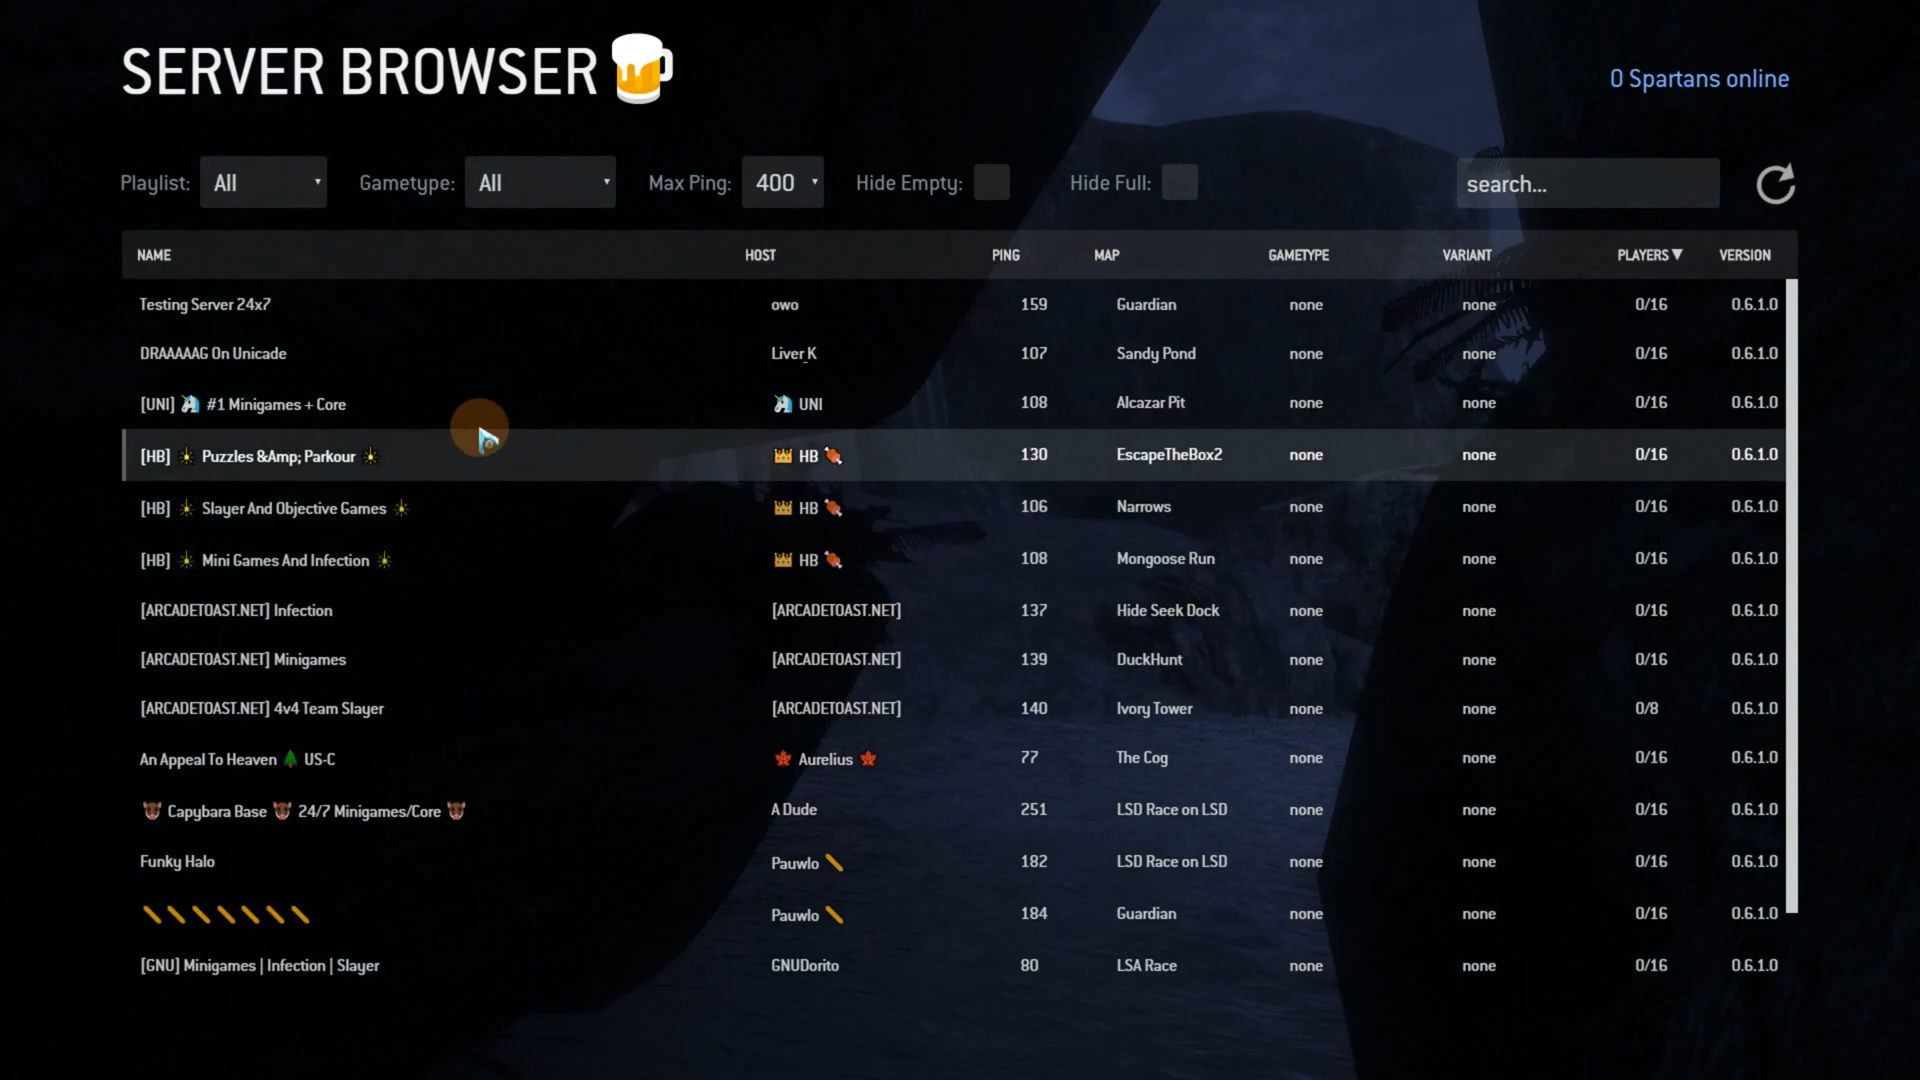 SERVER BROWSER
0 Spartans online
Playlist: All Gametype: All Max Ping: 400 Hide Empty: Hide Full: search...
NAME HOST PING MAP GAMETYPE VARIANT PLAYERS▼ VERSION
Testing Server 24x7 owo 159 Guardian none none 0/16 0.6.1.0
DRAAAAAG On Unicade Liver_K 107 Sandy Pond none none 0/16 0.6.1.0
[UNI] 🦄 #1 Minigames + Core 🦄 UNI 108 Alcazar Pit none none 0/16 0.6.1.0
[HB] Puzzles &Amp; Parkour 👑 HB 🍖 130 EscapeTheBox2 none none 0/16 0.6.1.0
[HB] Slayer And Objective Games 👑 HB 🍖 106 Narrows none none 0/16 0.6.1.0
[HB] Mini Games And Infection 👑 HB 🍖 108 Mongoose Run none none 0/16 0.6.1.0
[ARCADETOAST.NET] Infection [ARCADETOAST.NET] 137 Hide Seek Dock none none 0/16 0.6.1.0
[ARCADETOAST.NET] Minigames [ARCADETOAST.NET] 139 DuckHunt none none 0/16 0.6.1.0
[ARCADETOAST.NET] 4v4 Team Slayer [ARCADETOAST.NET] 140 Ivory Tower none none 0/8 0.6.1.0
An Appeal To Heaven 🌲 US-C 🍁 Aurelius 🍁 77 The Cog none none 0/16 0.6.1.0
Capybara Base 24/7 Minigames/Core A Dude 251 LSD Race on LSD none none 0/16 0.6.1.0
Funky Halo Pauwlo 182 LSD Race on LSD none none 0/16 0.6.1.0
Pauwlo 184 Guardian none none 0/16 0.6.1.0
[GNU] Minigames | Infection | Slayer GNUDorito 80 LSA Race none none 0/16 0.6.1.0